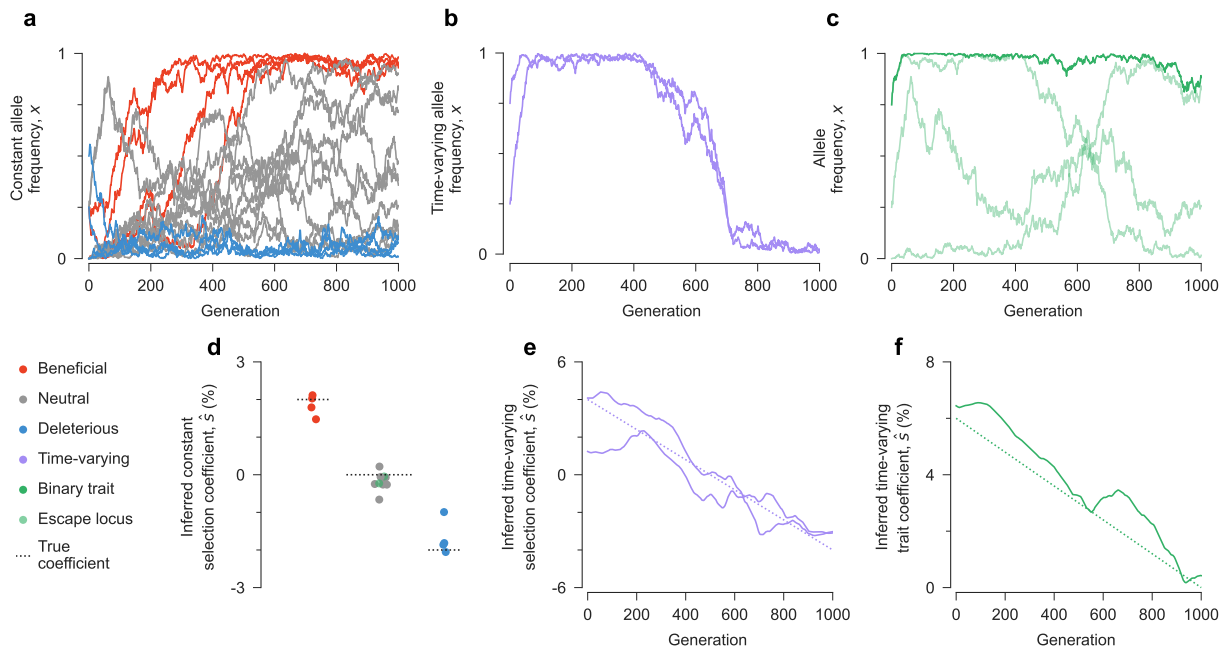 a
Constant allele
frequency, x
1
0
0
200
400
600
800
1000
Generation
b
Time-varying allele
frequency, x
1
0
0
200
400
600
800
1000
Generation
c
Allele
frequency, x
1
0
0
200
400
600
800
1000
Generation
Beneficial
Neutral
Deleterious
Time-varying
Binary trait
Escape locus
True
coefficient
d
Inferred constant
selection coefficient, ŝ (%)
3
0
-3
e
Inferred time-varying
selection coefficient, ŝ (%)
6
0
-6
0
200
400
600
800
1000
Generation
f
Inferred time-varying
trait coefficient, ŝ (%)
8
4
0
0
200
400
600
800
1000
Generation